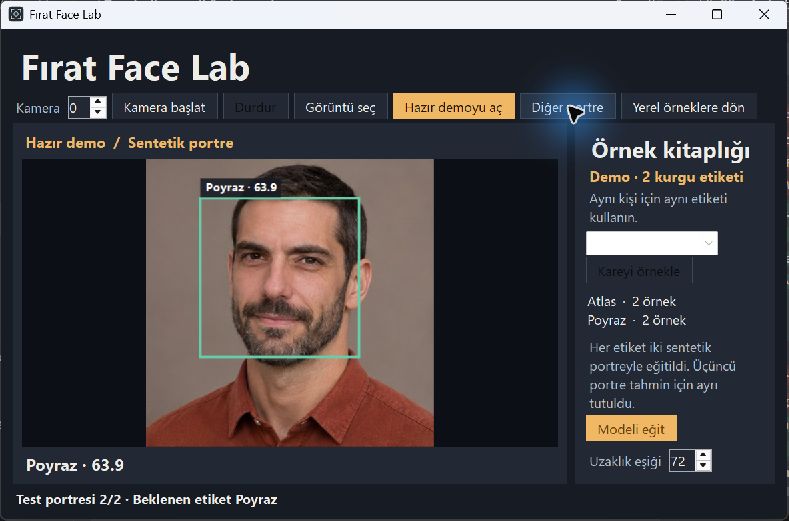 Fırat Face Lab
Fırat Face Lab
Kamera 0 Kamera başlat Durdur Görüntü seç Hazır demoyu aç Diğer portre Yerel örneklere dön
Hazır demo / Sentetik portre
Poyraz · 63.9
Poyraz · 63.9
Test portresi 2/2 · Beklenen etiket Poyraz
Örnek kitaplığı
Demo · 2 kurgu etiketi
Aynı kişi için aynı etiketi
kullanın.
Kareyi örnekle
Atlas · 2 örnek
Poyraz · 2 örnek
Her etiket iki sentetik
portreyle eğitildi. Üçüncü
portre tahmin için ayrı
tutuldu.
Modeli eğit
Uzaklık eşiği 72